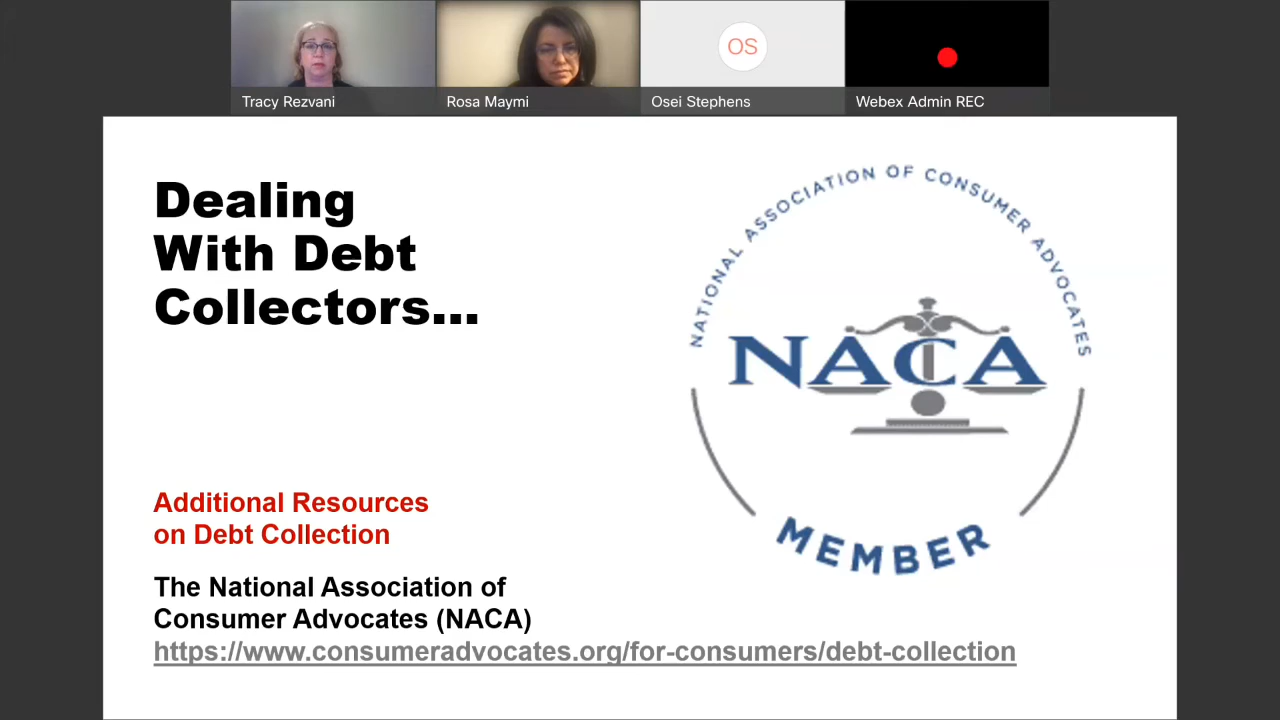 OS
Tracy Rezvani
Rosa Maymi
Osei Stephens
Webex Admin REC
Dealing
With Debt
Collectors...
NATIONAL ASSOCIATION OF CONSUMER ADVOCATES
NACA
MEMBER
Additional Resources
on Debt Collection
The National Association of
Consumer Advocates (NACA)
https://www.consumeradvocates.org/for-consumers/debt-collection